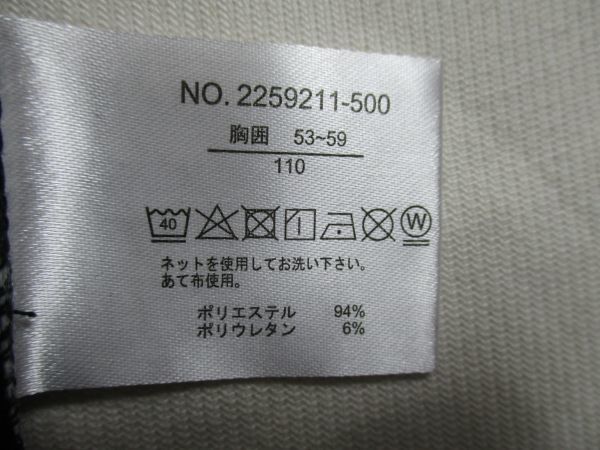 NO. 2259211-500
胸囲 53~59
110
40 W
ネットを使用してお洗い下さい。
あて布使用。
ポリエステル 94%
ポリウレタン 6%